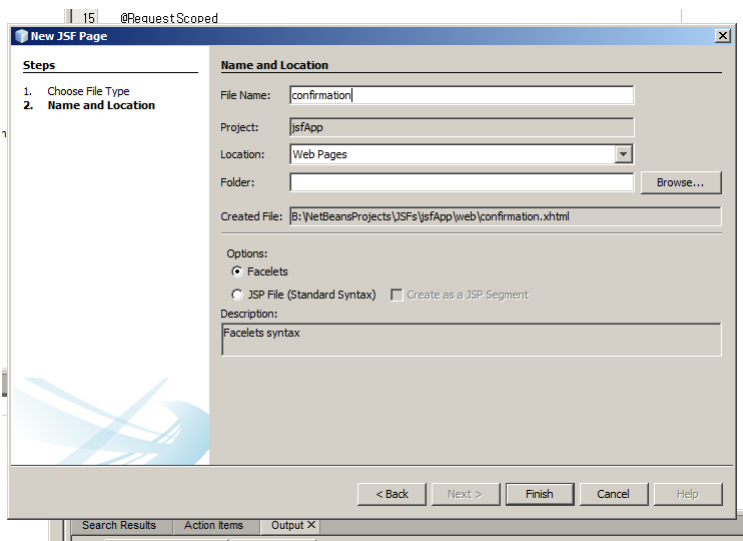 15 @RequestScoped
New JSF Page
Steps
1. Choose File Type
2. Name and Location
Name and Location
File Name: confirmation
Project: jsfApp
Location: Web Pages
Folder: Browse...
Created File: B:\NetBeansProjects\JSFs\jsfApp\web\confirmation.xhtml
Options:
Facelets
JSP File (Standard Syntax) Create as a JSP Segment
Description:
Facelets syntax
< Back Next > Finish Cancel Help
Search Results Action Items Output X